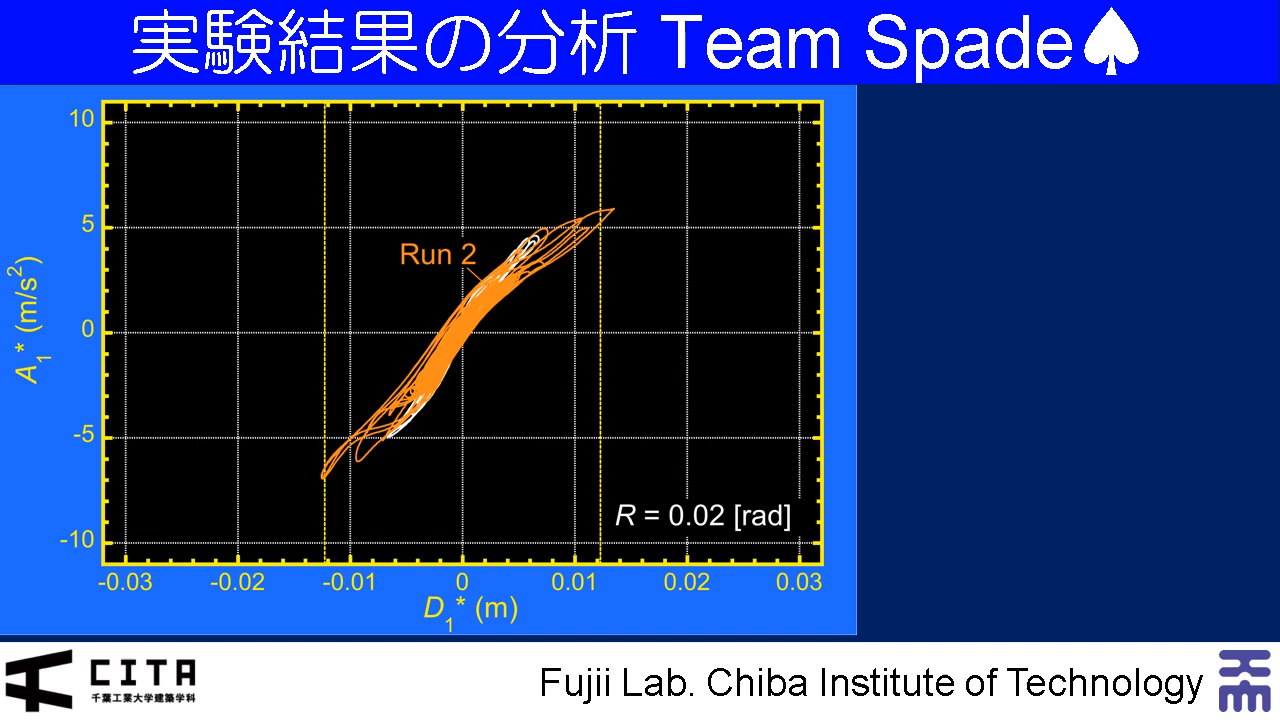 実験結果の分析 Team Spade♠
10
5
0
-5
-10
A1* (m/s2)
Run 2
R = 0.02 [rad]
-0.03 -0.02 -0.01 0 0.01 0.02 0.03
D1* (m)
CITA
千葉工業大学建築学科
Fujii Lab. Chiba Institute of Technology